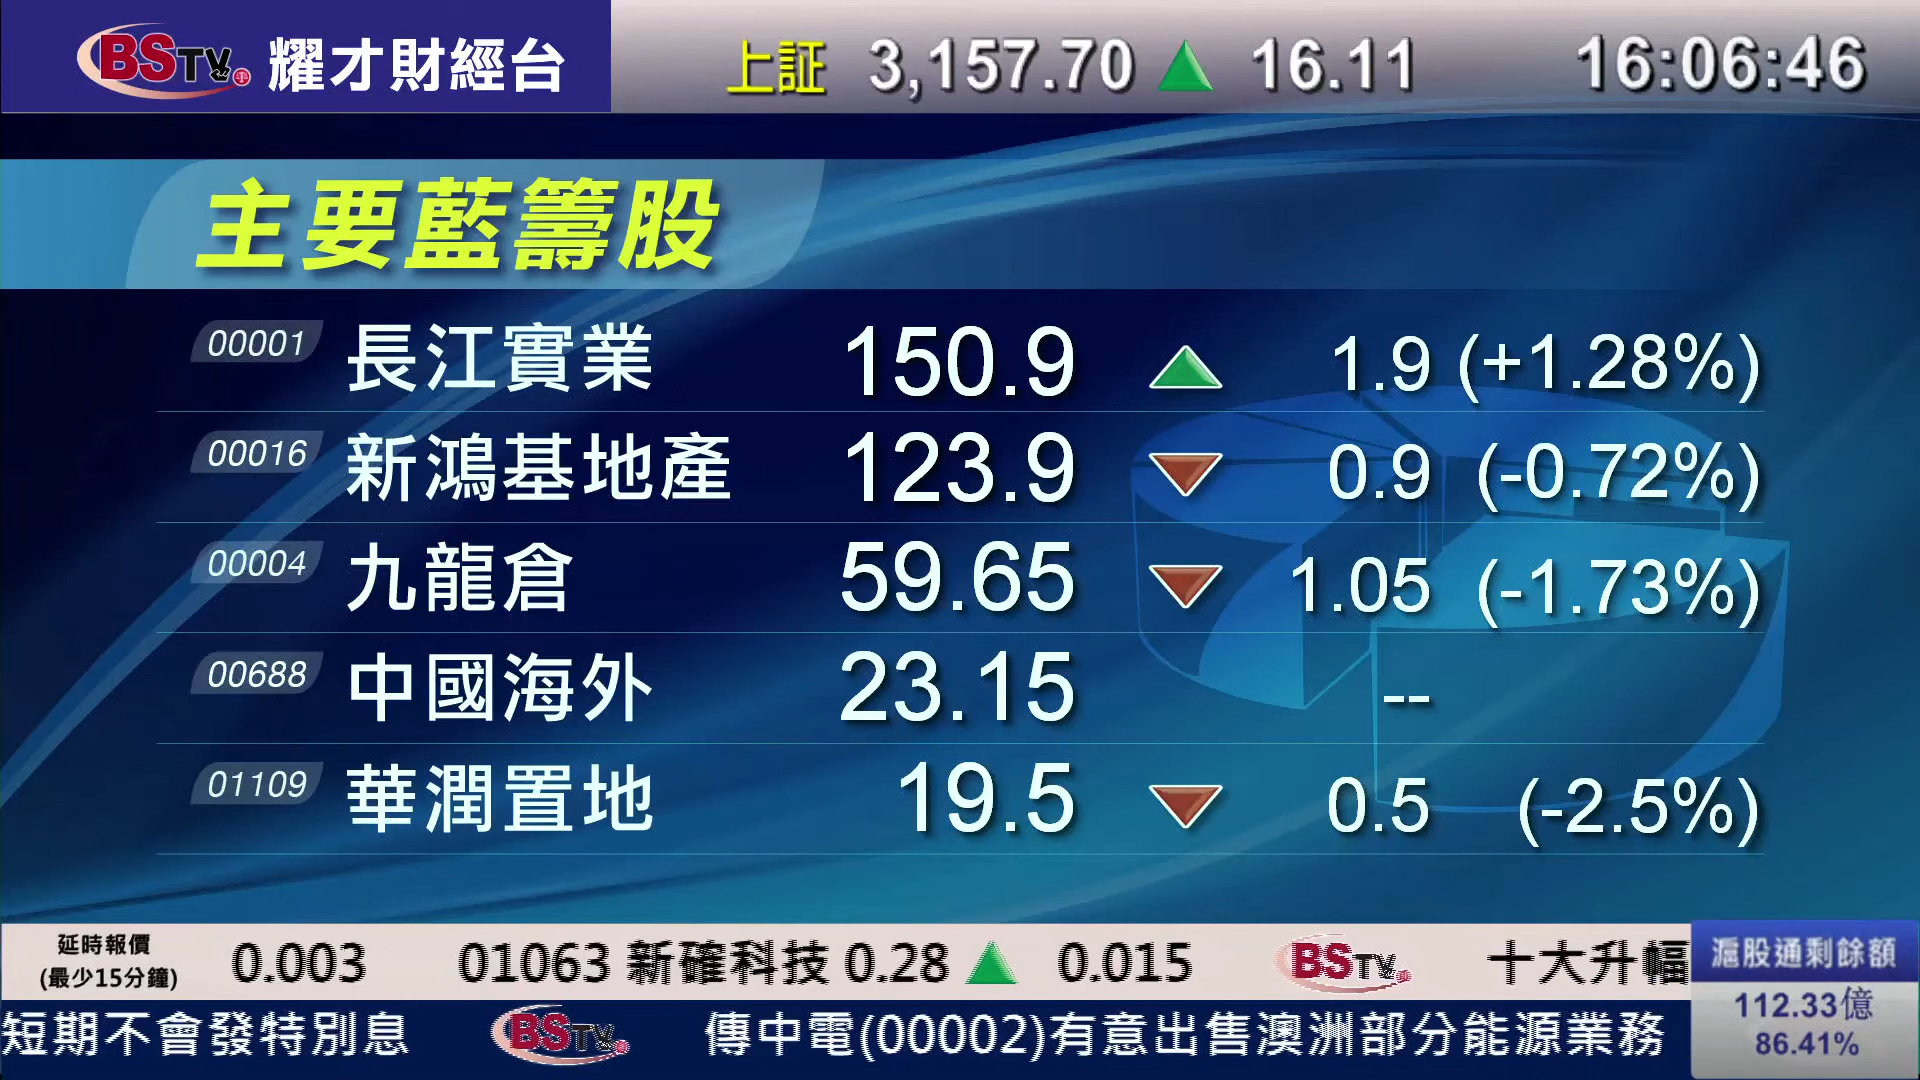 BSTV 耀才財經台
上証 3,157.70 ▲ 16.11 16:06:46
主要藍籌股
00001 長江實業 150.9 ▲ 1.9 (+1.28%)
00016 新鴻基地產 123.9 ▼ 0.9 (-0.72%)
00004 九龍倉 59.65 ▼ 1.05 (-1.73%)
00688 中國海外 23.15 --
01109 華潤置地 19.5 ▼ 0.5 (-2.5%)
延時報價
(最少15分鐘)
0.003 01063 新確科技 0.28 ▲ 0.015 BSTV 十大升幅
滬股通剩餘額
112.33億
86.41%
短期不會發特別息 BSTV 傳中電(00002)有意出售澳洲部分能源業務